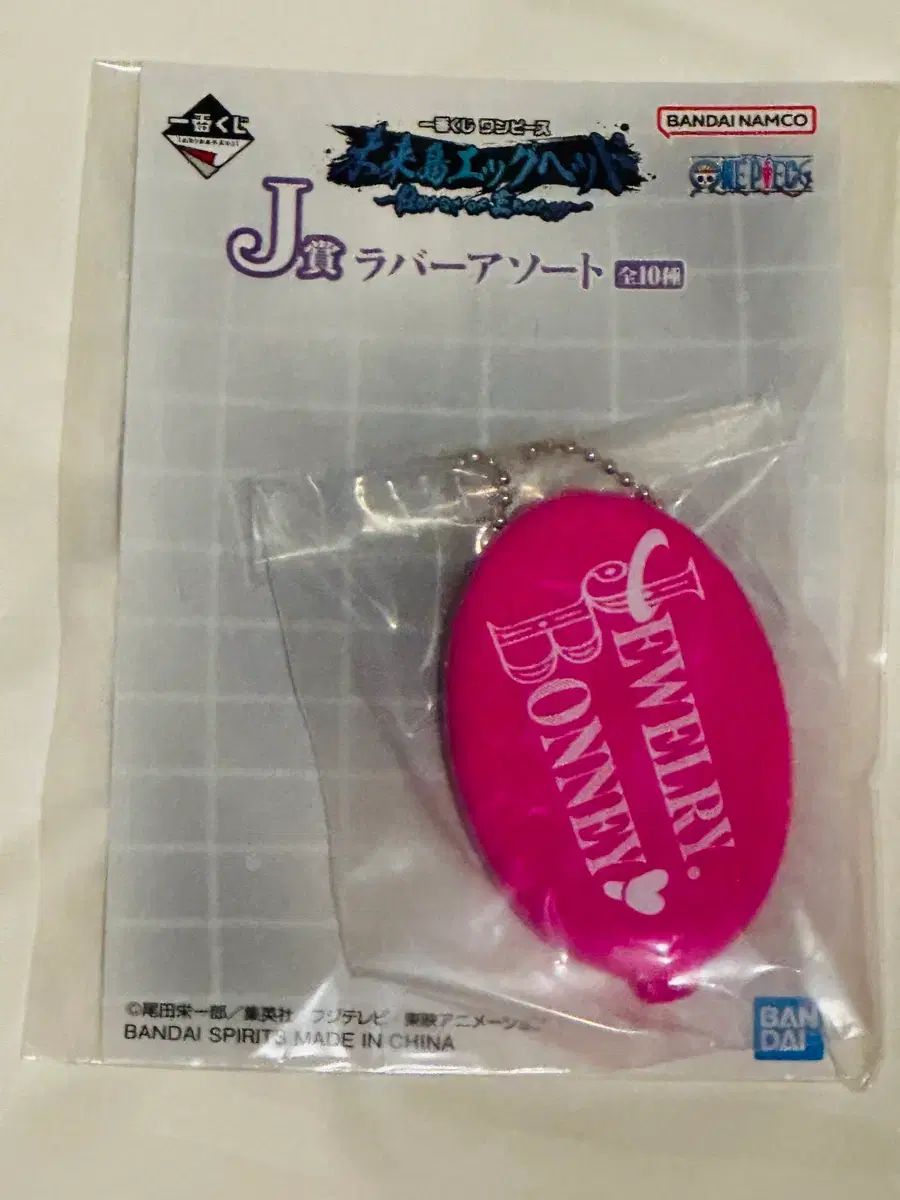 一番くじ
一番くじ ワンピース
BANDAI NAMCO
未来島エッグヘッド
ONE PIECE
J賞 ラバーアソート 全10種
JEWELRY.
BONNEY
©尾田栄一郎/集英社 フジテレビ 東映アニメーション
BANDAI SPIRITS MADE IN CHINA
BAN
DAI